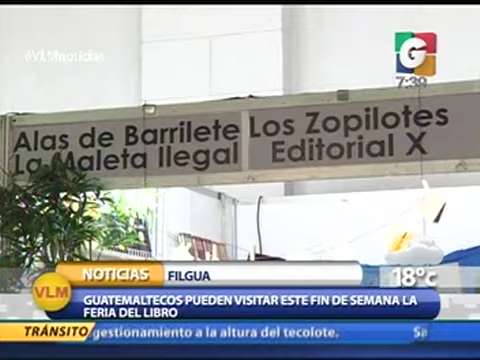 @VLMnoticias
G
7:39
Alas de Barrilete Los Zopilotes
La Maleta Ilegal Editorial X
NOTICIAS FILGUA
18°c
VLM
GUATEMALTECOS PUEDEN VISITAR ESTE FIN DE SEMANA LA
FERIA DEL LIBRO
TRÁNSITO gestionamiento a la altura del tecolote. Sa